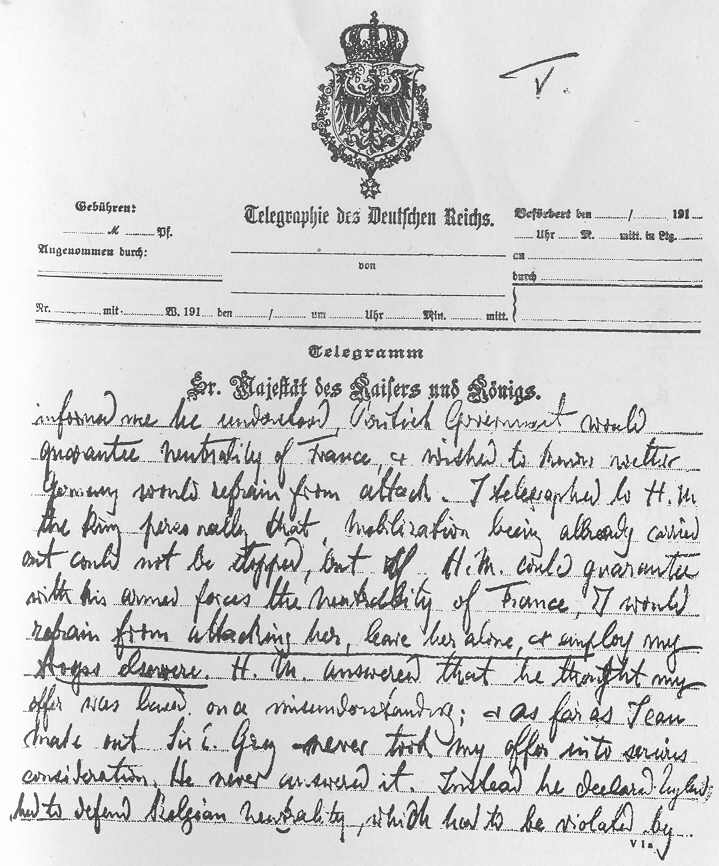 V.
Gebühren:
M Pf.
Angenommen durch:
Telegraphie des Deutschen Reichs.
von
Befördert den / 191
Uhr M. mitt. in Ltg.
an
durch
Nr. mit W. 191 den / um Uhr Min. mitt.
Telegramm
Sr. Majestät des Kaisers und Königs.
informed me he understood, British Government would
guarantee neutrality of France, & wished to know wether
Germany would refrain from attack. I telegraphed to H.M.
the King personally that, mobilization being already carried
out could not be stopped, but if H.M. could guarantee
with his armed forces the neutrality of France, I would
refrain from attacking her, leave her alone, & employ my
troops elsewere. H.M. answered that he thought my
offer was based on a misunderstanding; & as far as I can
make out Sir E. Grey never took my offer into serious
consideration. He never answered it. Instead he declared England
had to defend Belgian neutrality, which had to be violated by
V 1a